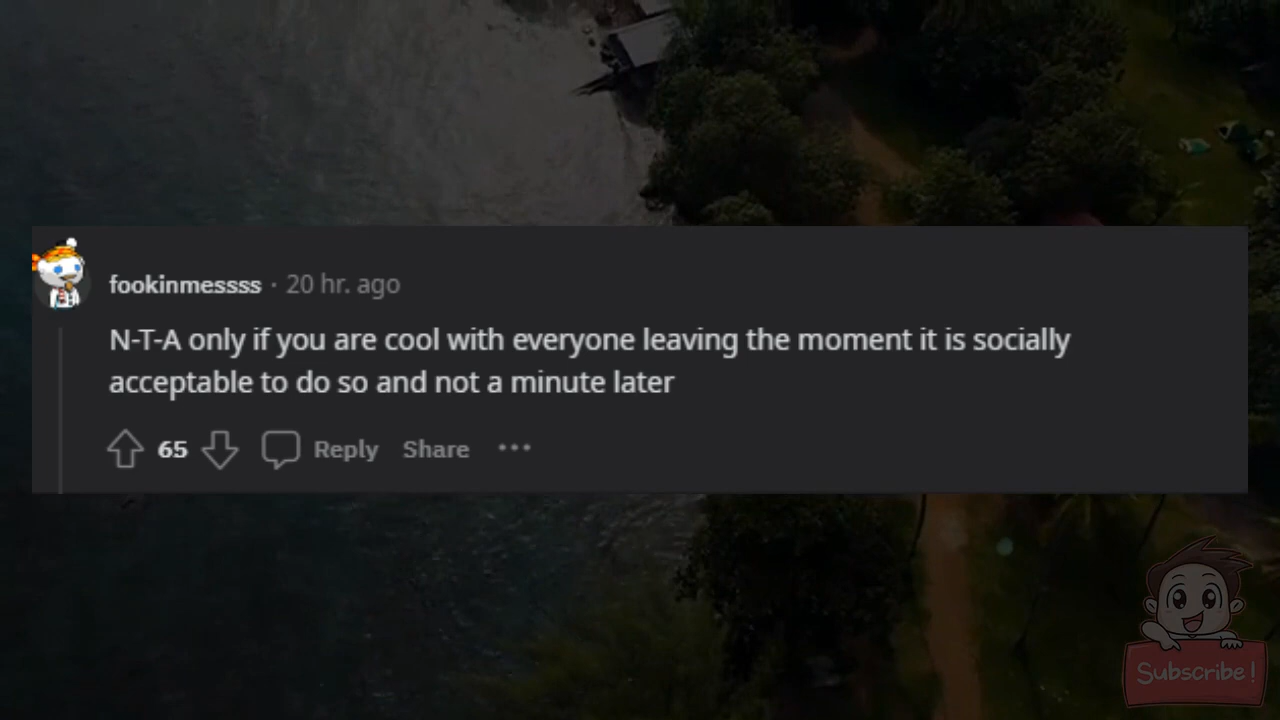 fookinmessss · 20 hr. ago
N-T-A only if you are cool with everyone leaving the moment it is socially
acceptable to do so and not a minute later
65 Reply Share ···
Subscribe!